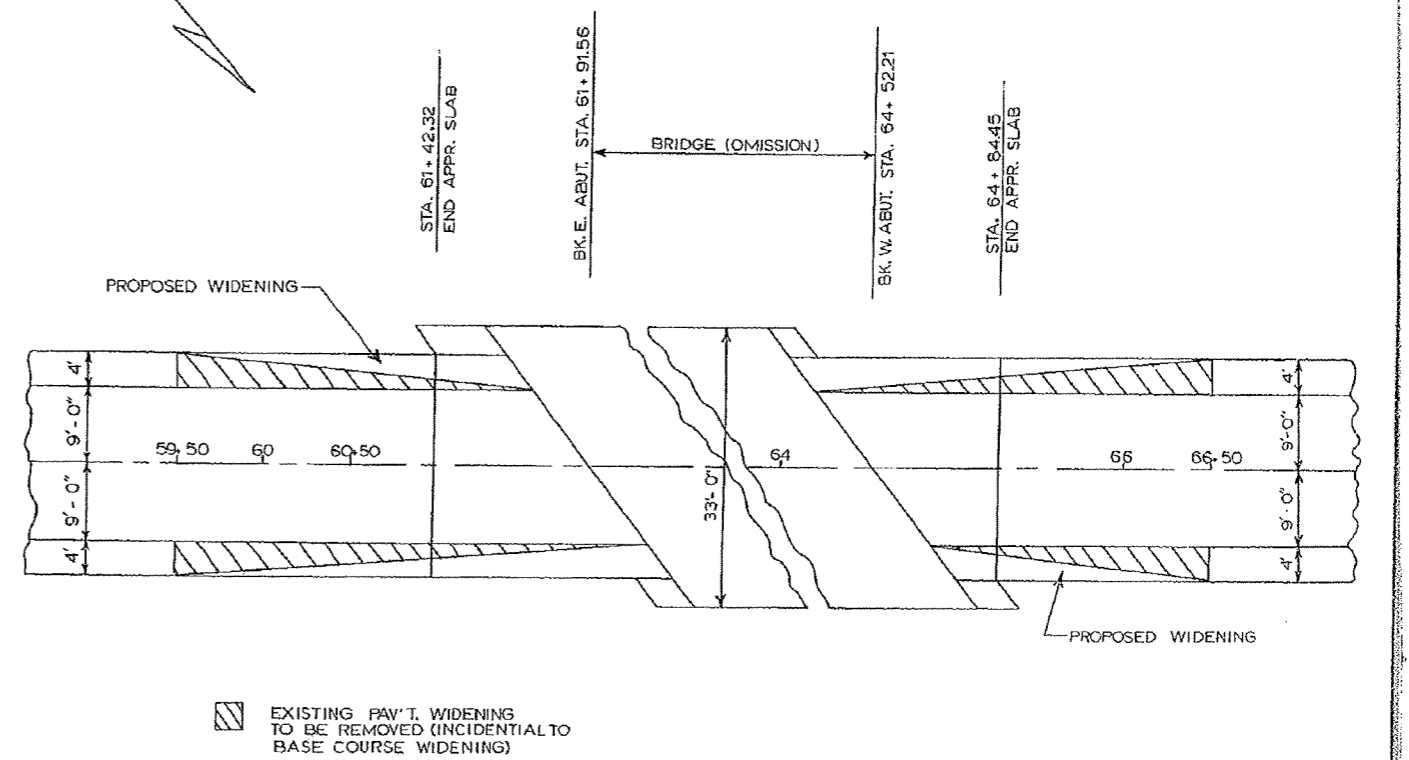 STA. 61+42.32
END APPR. SLAB
BK. E. ABUT. STA. 61+91.56
BRIDGE (OMISSION)
BK. W. ABUT. STA. 64+52.21
STA. 64+84.45
END APPR. SLAB
PROPOSED WIDENING
4'
9'-0"
9'-0"
4'
59+50
60
60+50
33'-0"
64
66
66+50
4'
9'-0"
9'-0"
4'
PROPOSED WIDENING
EXISTING PAV'T. WIDENING
TO BE REMOVED (INCIDENTIAL TO
BASE COURSE WIDENING)